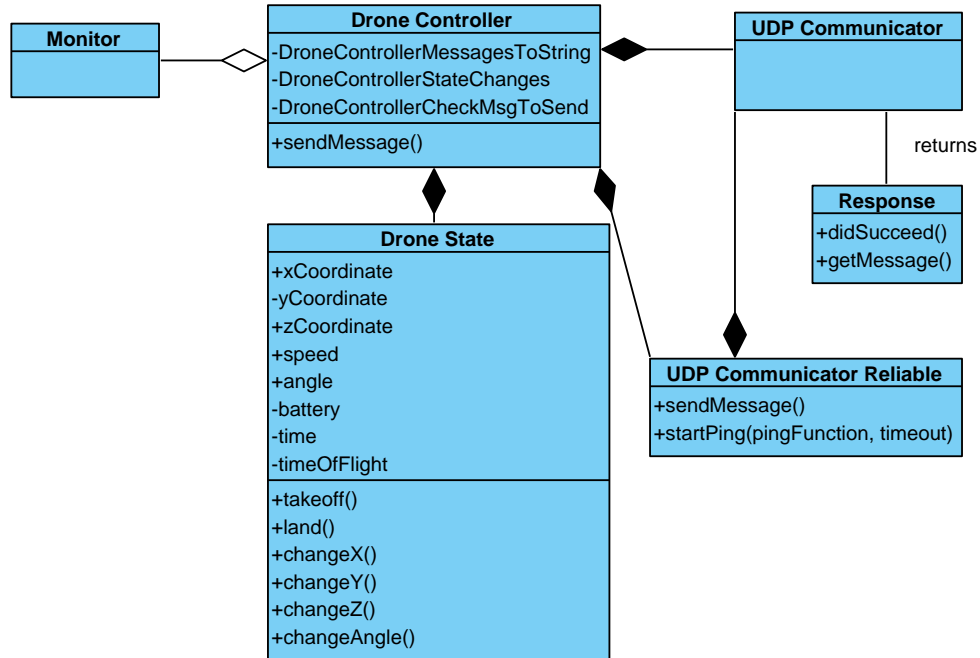 Monitor
Drone Controller
-DroneControllerMessagesToString
-DroneControllerStateChanges
-DroneControllerCheckMsgToSend
+sendMessage()
UDP Communicator
returns
Response
+didSucceed()
+getMessage()
Drone State
+xCoordinate
-yCoordinate
+zCoordinate
+speed
+angle
-battery
-time
-timeOfFlight
+takeoff()
+land()
+changeX()
+changeY()
+changeZ()
+changeAngle()
UDP Communicator Reliable
+sendMessage()
+startPing(pingFunction, timeout)